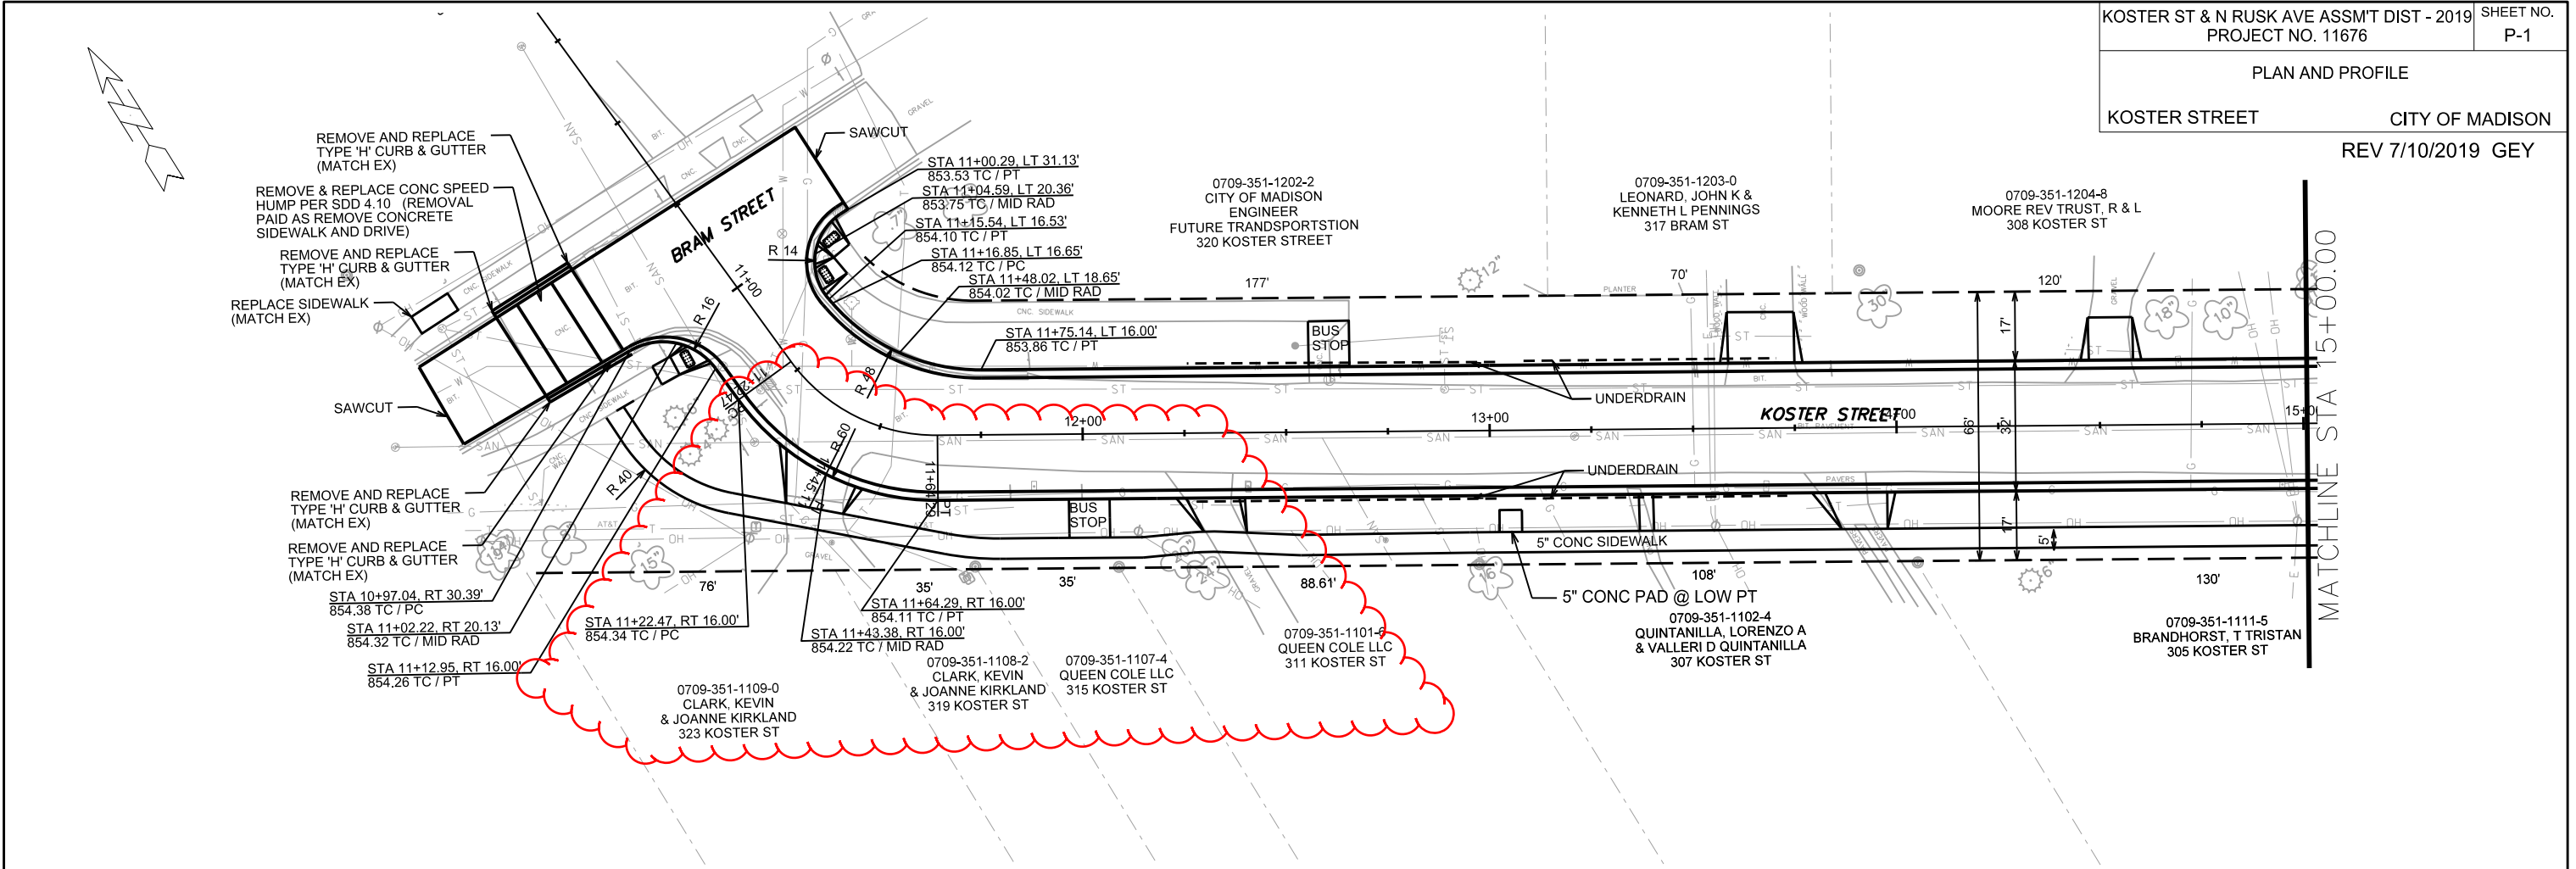 KOSTER ST & N RUSK AVE ASSM'T DIST - 2019
PROJECT NO. 11676
SHEET NO.
P-1
PLAN AND PROFILE
KOSTER STREET
CITY OF MADISON
REV 7/10/2019 GEY
REMOVE AND REPLACE
TYPE 'H' CURB & GUTTER
(MATCH EX)
REMOVE & REPLACE CONC SPEED
HUMP PER SDD 4.10 (REMOVAL
PAID AS REMOVE CONCRETE
SIDEWALK AND DRIVE)
REMOVE AND REPLACE
TYPE 'H' CURB & GUTTER
(MATCH EX)
REPLACE SIDEWALK
(MATCH EX)
SAWCUT
REMOVE AND REPLACE
TYPE 'H' CURB & GUTTER
(MATCH EX)
REMOVE AND REPLACE
TYPE 'H' CURB & GUTTER
(MATCH EX)
STA 10+97.04, RT 30.39'
854.38 TC / PC
STA 11+02.22, RT 20.13'
854.32 TC / MID RAD
STA 11+12.95, RT 16.00'
854.26 TC / PT
SAWCUT
BRAM STREET
11+00
R 14
R 16
R 48
R 60
R 40
STA 11+00.29, LT 31.13'
853.53 TC / PT
STA 11+04.59, LT 20.36'
853.75 TC / MID RAD
STA 11+15.54, LT 16.53'
854.10 TC / PT
STA 11+16.85, LT 16.65'
854.12 TC / PC
STA 11+48.02, LT 18.65'
854.02 TC / MID RAD
STA 11+75.14, LT 16.00'
853.86 TC / PT
0709-351-1202-2
CITY OF MADISON
ENGINEER
FUTURE TRANDSPORTSTION
320 KOSTER STREET
177'
0709-351-1203-0
LEONARD, JOHN K &
KENNETH L PENNINGS
317 BRAM ST
70'
0709-351-1204-8
MOORE REV TRUST, R & L
308 KOSTER ST
120'
MATCHLINE STA 15+00.00
CNC. SIDEWALK
BUS
STOP
PLANTER
12"
30"
18"
10"
GRAVEL
17'
66'
32'
17'
5'
UNDERDRAIN
KOSTER STREET
12+00
13+00
UNDERDRAIN
BUS
STOP
PAVERS
5" CONC SIDEWALK
5" CONC PAD @ LOW PT
11+64.29
PT
76'
35'
35'
88.61'
108'
130'
STA 11+22.47, RT 16.00'
854.34 TC / PC
STA 11+64.29, RT 16.00'
854.11 TC / PT
STA 11+43.38, RT 16.00'
854.22 TC / MID RAD
0709-351-1109-0
CLARK, KEVIN
& JOANNE KIRKLAND
323 KOSTER ST
0709-351-1108-2
CLARK, KEVIN
& JOANNE KIRKLAND
319 KOSTER ST
0709-351-1107-4
QUEEN COLE LLC
315 KOSTER ST
0709-351-1101-6
QUEEN COLE LLC
311 KOSTER ST
0709-351-1102-4
QUINTANILLA, LORENZO A
& VALLERI D QUINTANILLA
307 KOSTER ST
0709-351-1111-5
BRANDHORST, T TRISTAN
305 KOSTER ST